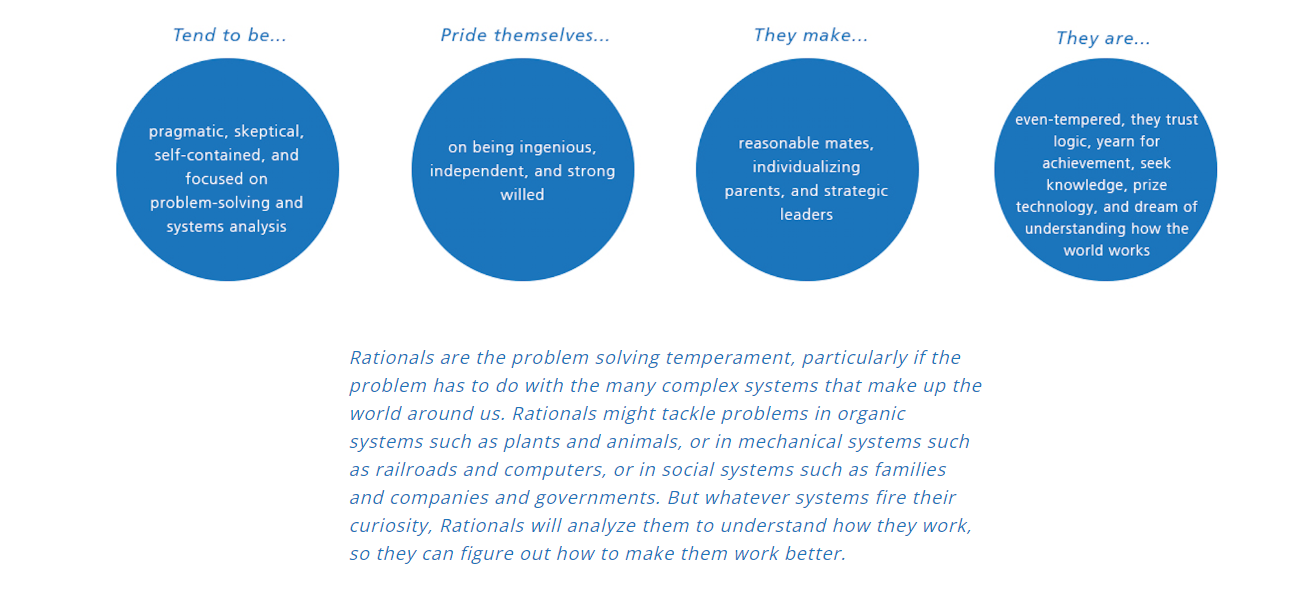 Tend to be...
pragmatic, skeptical,
self-contained, and
focused on
problem-solving and
systems analysis
Pride themselves...
on being ingenious,
independent, and strong
willed
They make...
reasonable mates,
individualizing
parents, and strategic
leaders
They are...
even-tempered, they trust
logic, yearn for
achievement, seek
knowledge, prize
technology, and dream of
understanding how the
world works
Rationals are the problem solving temperament, particularly if the
problem has to do with the many complex systems that make up the
world around us. Rationals might tackle problems in organic
systems such as plants and animals, or in mechanical systems such
as railroads and computers, or in social systems such as families
and companies and governments. But whatever systems fire their
curiosity, Rationals will analyze them to understand how they work,
so they can figure out how to make them work better.